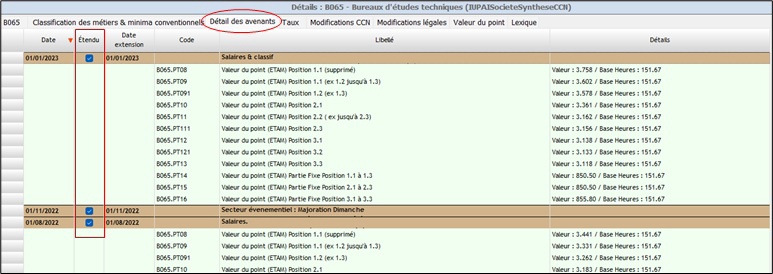 Détails : B065 - Bureaux d'études techniques (IUPAISocieteSyntheseCCN)
B065 Classification des métiers & minima conventionnels Détail des avenants Taux Modifications CCN Modifications légales Valeur du point Lexique
Date Étendu Date extension Code Libellé Détails
01/01/2023 01/01/2023 Salaires & classif
B065.PT08 Valeur du point (ETAM) Position 1.1 (supprimé) Valeur : 3.758 / Base Heures : 151.67
B065.PT09 Valeur du point (ETAM) Position 1.1 (ex 1.2 jusqu'à 1.3) Valeur : 3.602 / Base Heures : 151.67
B065.PT091 Valeur du point (ETAM) Position 1.2 (ex 1.3) Valeur : 3.578 / Base Heures : 151.67
B065.PT10 Valeur du point (ETAM) Position 2.1 Valeur : 3.361 / Base Heures : 151.67
B065.PT11 Valeur du point (ETAM) Position 2.2 ( ex jusqu'à 2.3) Valeur : 3.162 / Base Heures : 151.67
B065.PT111 Valeur du point (ETAM) Position 2.3 Valeur : 3.156 / Base Heures : 151.67
B065.PT12 Valeur du point (ETAM) Position 3.1 Valeur : 3.138 / Base Heures : 151.67
B065.PT121 Valeur du point (ETAM) Position 3.2 Valeur : 3.133 / Base Heures : 151.67
B065.PT13 Valeur du point (ETAM) Position 3.3 Valeur : 3.118 / Base Heures : 151.67
B065.PT14 Valeur du point (ETAM) Partie Fixe Position 1.1 à 1.3 Valeur : 850.50 / Base Heures : 151.67
B065.PT15 Valeur du point (ETAM) Partie Fixe Position 2.1 à 2.3 Valeur : 850.50 / Base Heures : 151.67
B065.PT16 Valeur du point (ETAM) Partie Fixe Position 3.1 à 3.3 Valeur : 855.80 / Base Heures : 151.67
01/11/2022 01/11/2022 Secteur évenementiel : Majoration Dimanche
01/08/2022 01/08/2022 Salaires.
B065.PT08 Valeur du point (ETAM) Position 1.1 (supprimé) Valeur : 3.441 / Base Heures : 151.67
B065.PT09 Valeur du point (ETAM) Position 1.1 (ex 1.2 jusqu'à 1.3) Valeur : 3.331 / Base Heures : 151.67
B065.PT091 Valeur du point (ETAM) Position 1.2 (ex 1.3) Valeur : 3.262 / Base Heures : 151.67
B065.PT10 Valeur du point (ETAM) Position 2.1 Valeur : 3.183 / Base Heures : 151.67